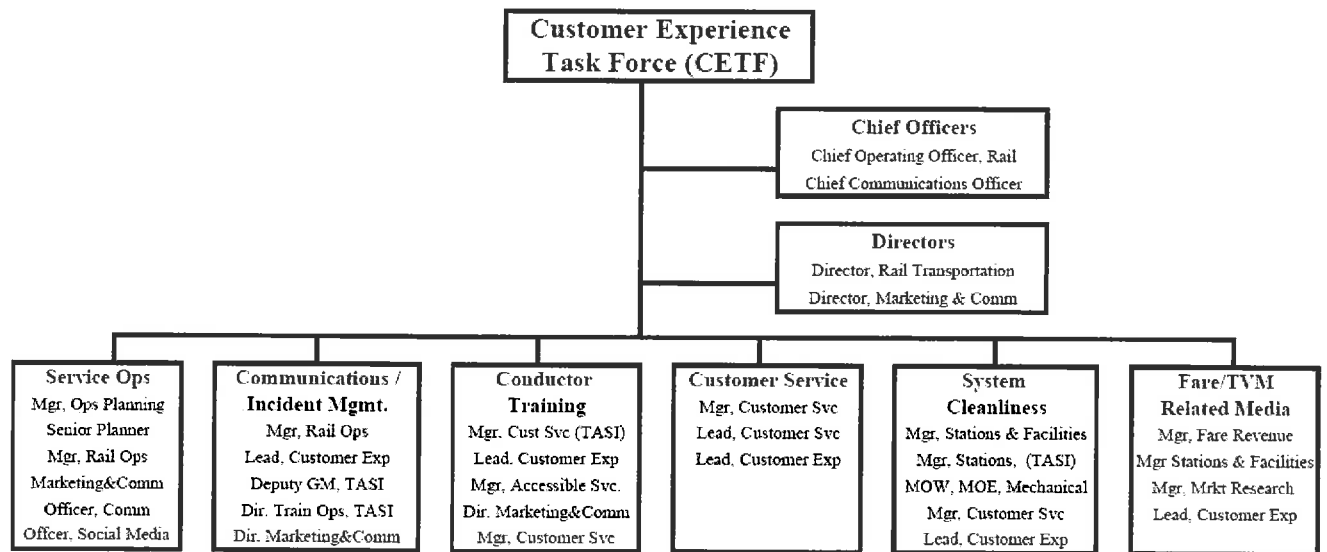 Customer Experience
Task Force (CETF)
Chief Officers
Chief Operating Officer, Rail
Chief Communications Officer
Directors
Director, Rail Transportation
Director, Marketing & Comm
Service Ops
Mgr, Ops Planning
Senior Planner
Mgr, Rail Ops
Marketing&Comm
Officer, Comm
Officer, Social Media
Communications /
Incident Mgmt.
Mgr, Rail Ops
Lead, Customer Exp
Deputy GM, TASI
Dir. Train Ops, TASI
Dir. Marketing&Comm
Conductor
Training
Mgr. Cust Svc (TASI)
Lead. Customer Exp
Mgr, Accessible Svc.
Dir. Marketing&Comm
Mgr, Customer Svc
Customer Service
Mgr, Customer Svc
Lead, Customer Svc
Lead, Customer Exp
System
Cleanliness
Mgr, Stations & Facilities
Mgr, Stations, (TASI)
MOW, MOE, Mechanical
Mgr, Customer Svc
Lead, Customer Exp
Fare/TVM
Related Media
Mgr, Fare Revenue
Mgr Stations & Facilities
Mgr, Mrkt Research
Lead, Customer Exp